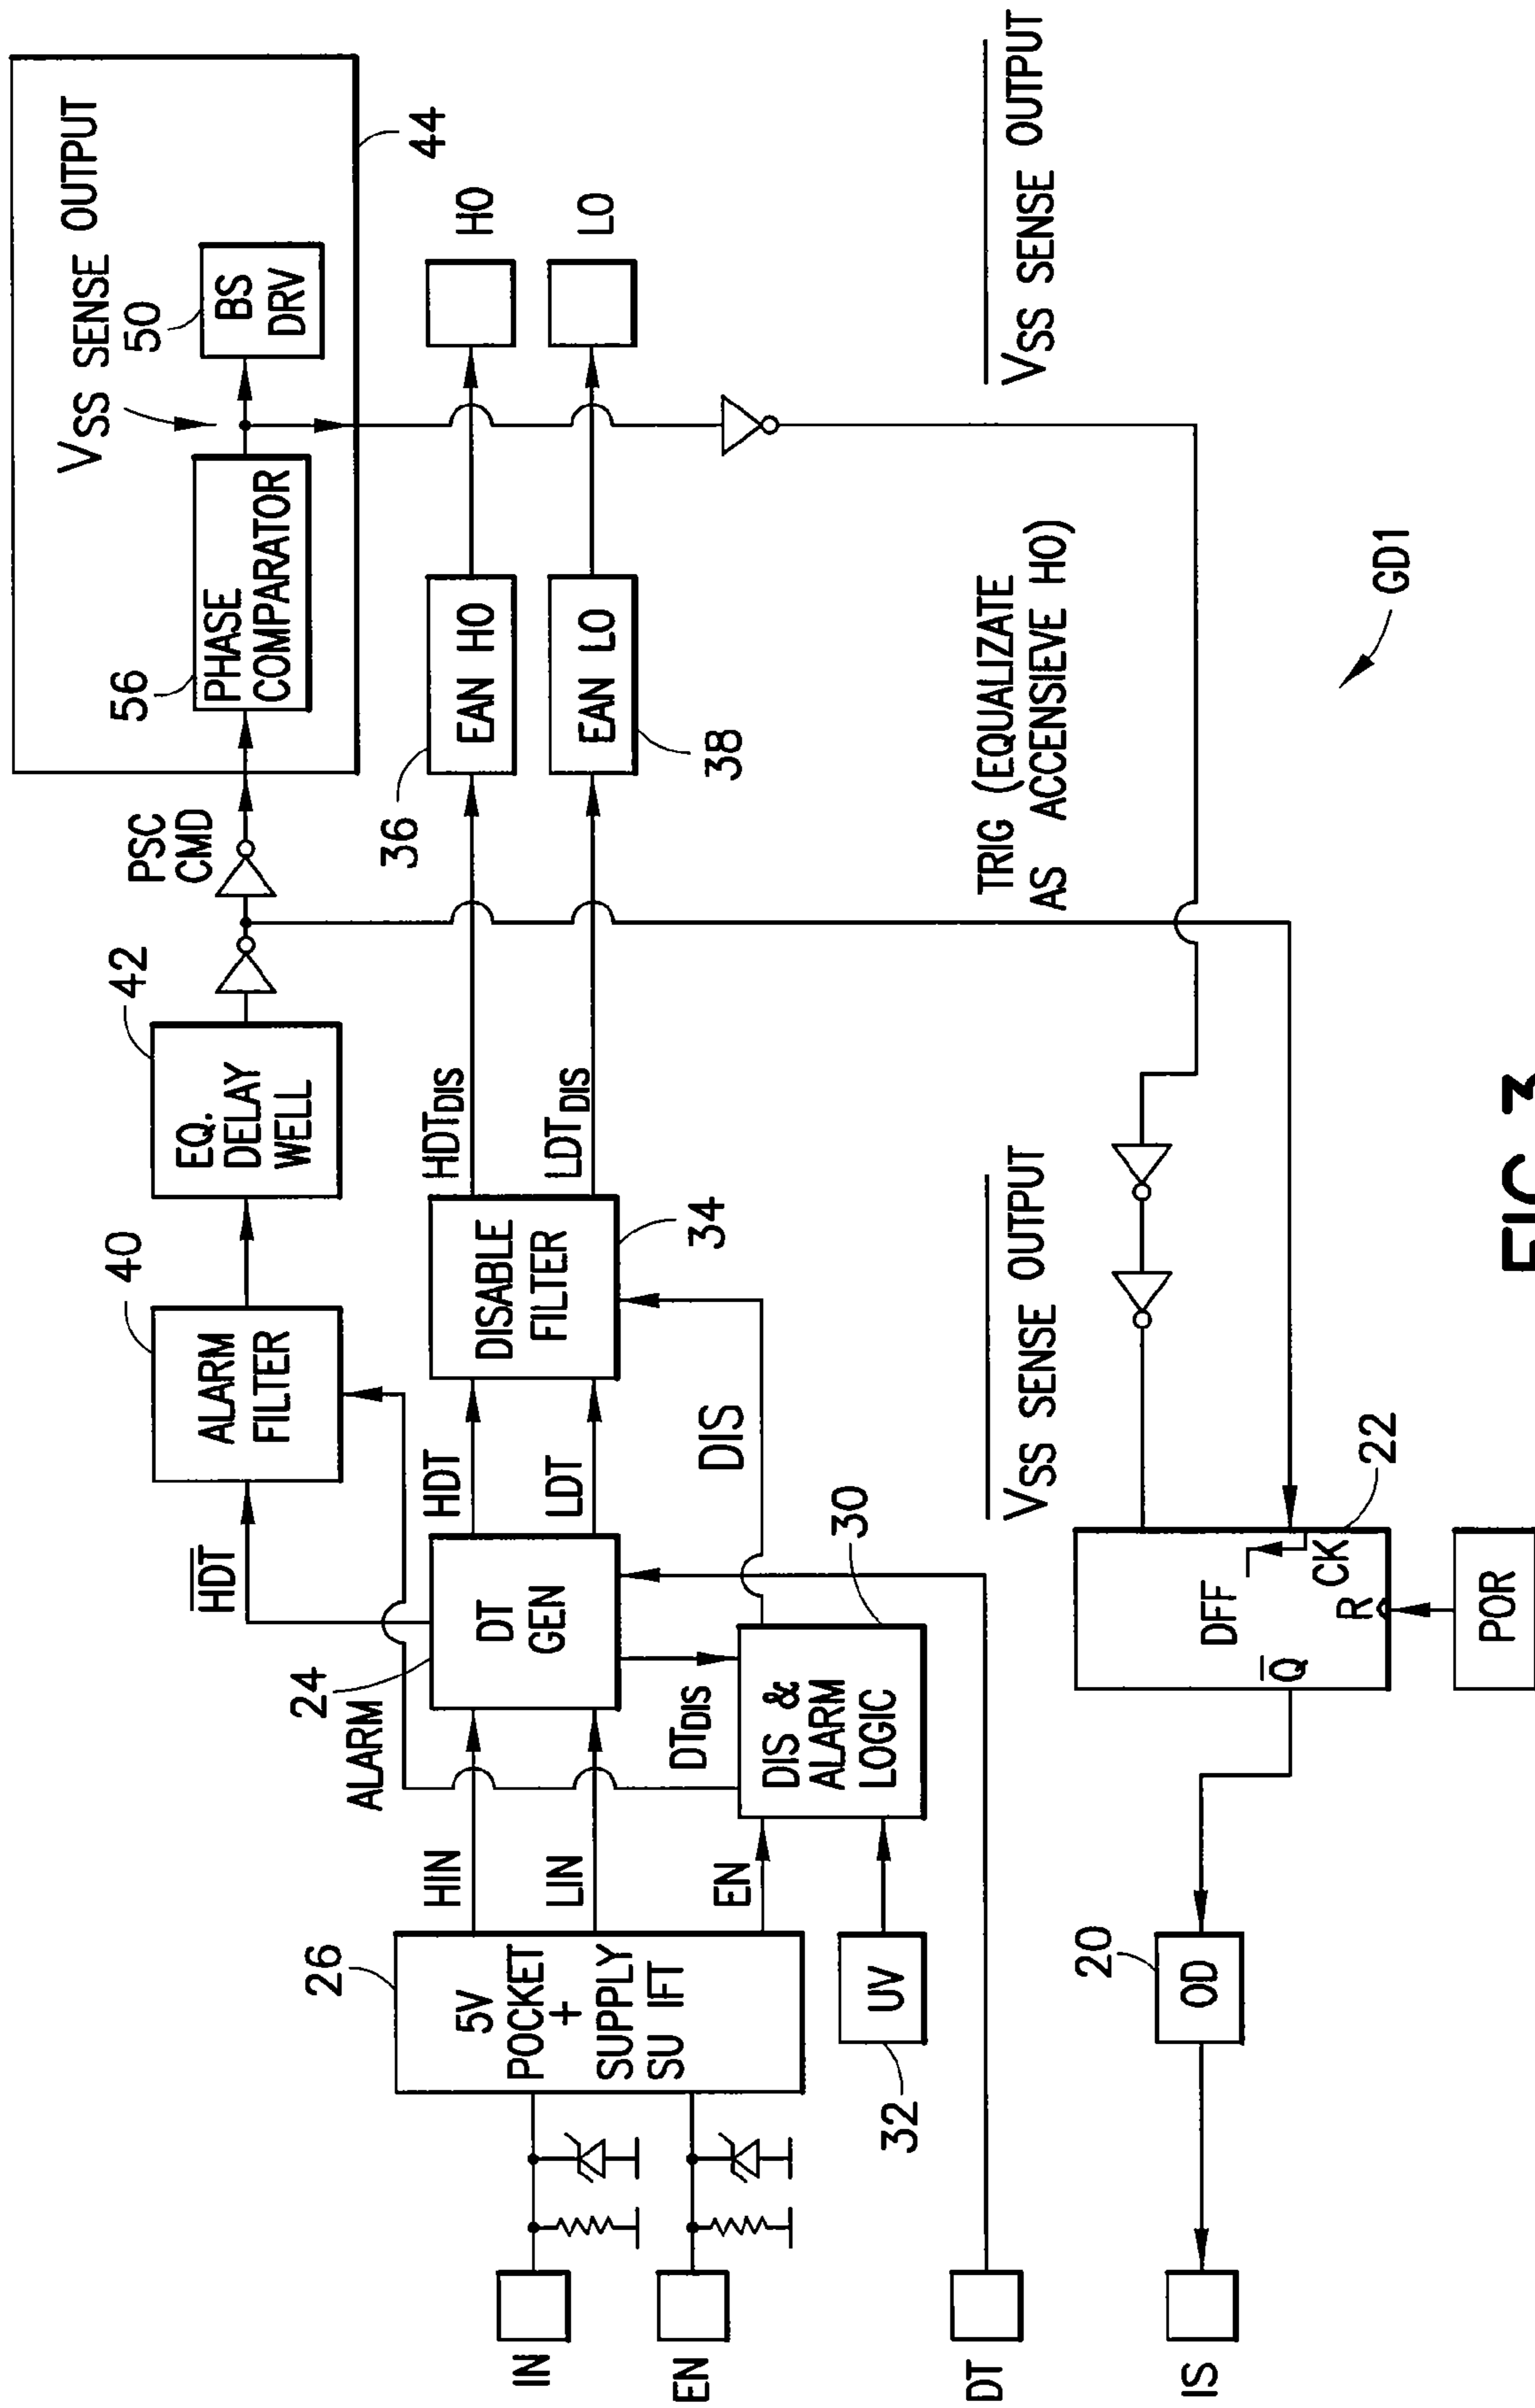 VSS SENSE OUTPUT
44
56
PHASE
COMPARATOR
50
BS
DRV
PSC
CMD
42
EQ.
DELAY
WELL
40
ALARM
FILTER
HDT
ALARM
24
DT
GEN
HDT
LDT
DISABLE
FILTER
34
HDTDIS
LDTDIS
36
EAN HO
EAN LO
38
HO
LO
26
5V
POCKET
+
SUPPLY
SU IFT
HIN
LIN
EN
DTDIS
DIS &
ALARM
LOGIC
30
DIS
UV
32
IN
EN
DT
IS
20
OD
VSS SENSE OUTPUT
TRIG (EQUALIZATE
AS ACCENSIEVE HO)
VSS SENSE OUTPUT
DFF
Q
R
CK
22
POR
GD1
FIG. 3